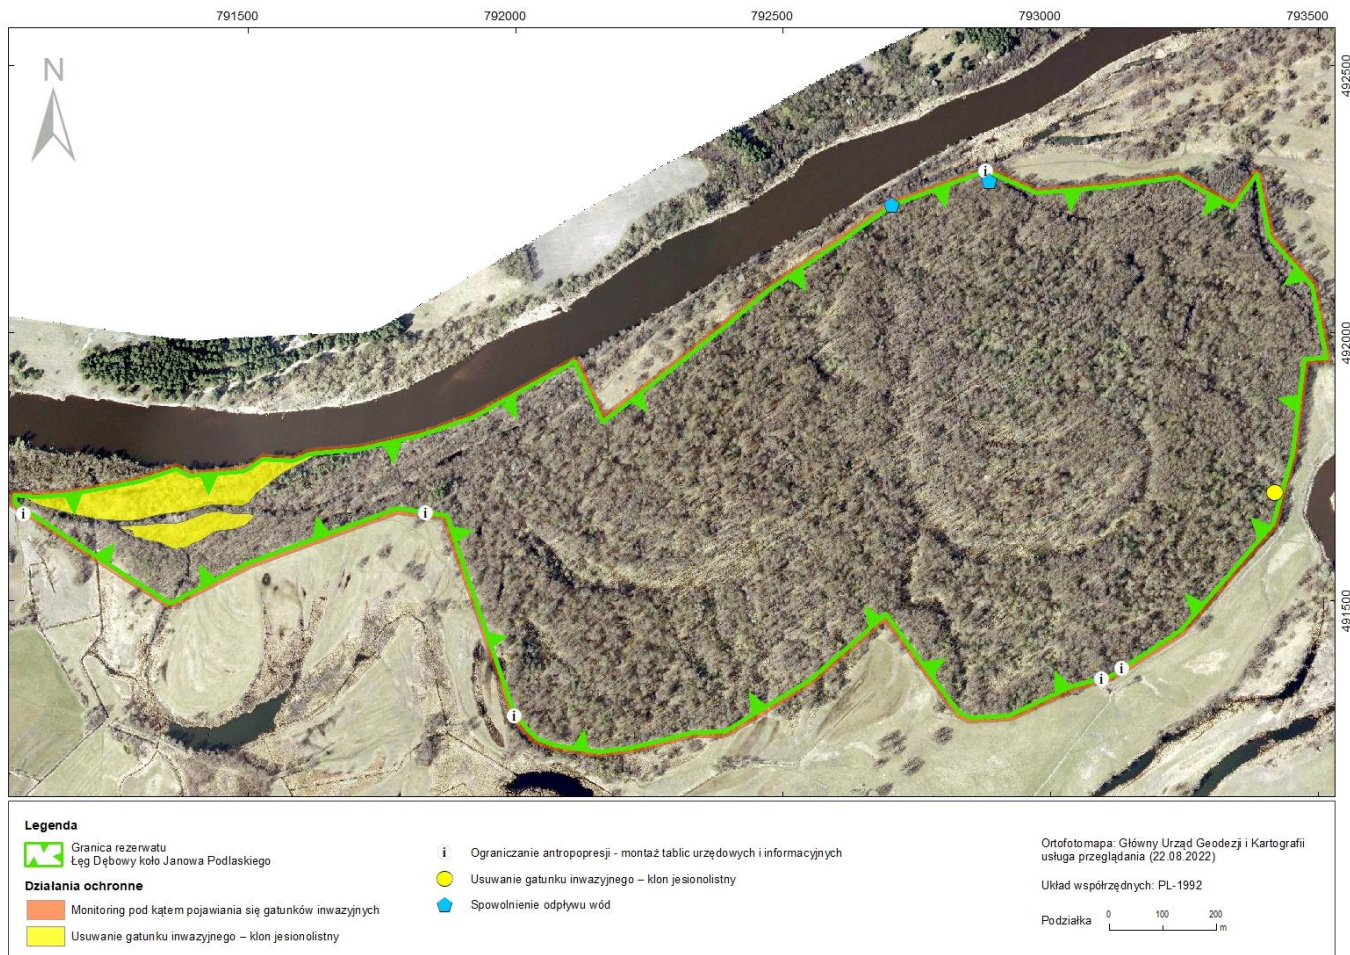 791500
792000
792500
793000
793500
492500
492000
491500
N
i
i
i
i
i
i
Legenda
Granica rezerwatu
Łęg Dębowy koło Janowa Podlaskiego
Działania ochronne
Monitoring pod kątem pojawiania się gatunków inwazyjnych
Usuwanie gatunku inwazyjnego – klon jesionolistny
i Ograniczanie antropopresji - montaż tablic urzędowych i informacyjnych
Usuwanie gatunku inwazyjnego – klon jesionolistny
Spowolnienie odpływu wód
Ortofotomapa: Główny Urząd Geodezji i Kartografii
usługa przeglądania (22.08.2022)
Układ współrzędnych: PL-1992
Podziałka 0 100 200
m